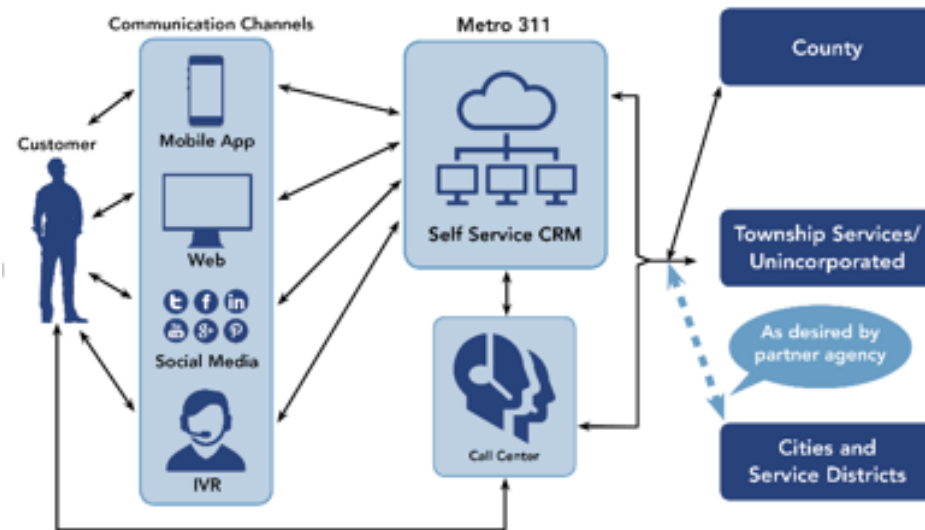 Communication Channels
Metro 311
County
Customer
Mobile App
Web
Social Media
IVR
Self Service CRM
Call Center
Township Services/
Unincorporated
As desired by
partner agency
Cities and
Service Districts